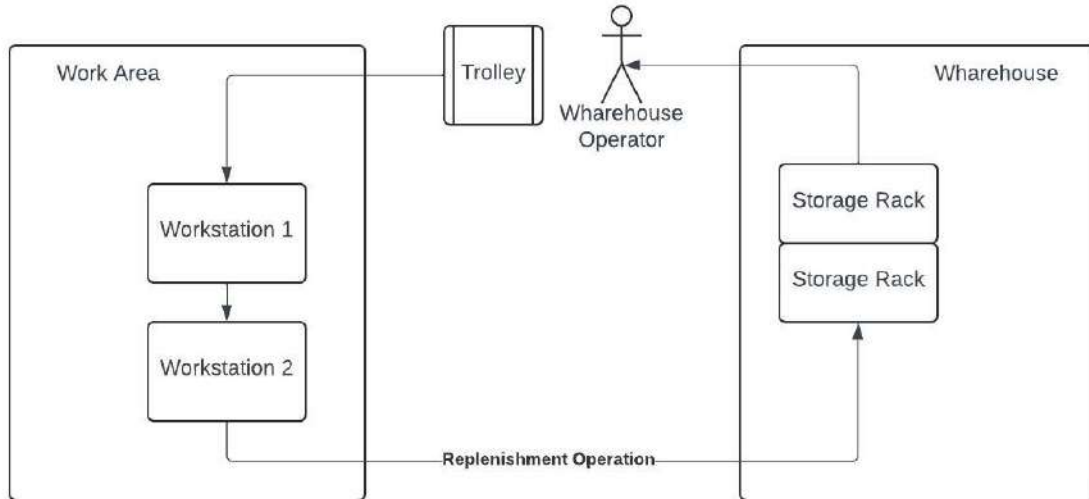 Work Area
Trolley
Wharehouse
Operator
Wharehouse
Workstation 1
Workstation 2
Storage Rack
Storage Rack
Replenishment Operation